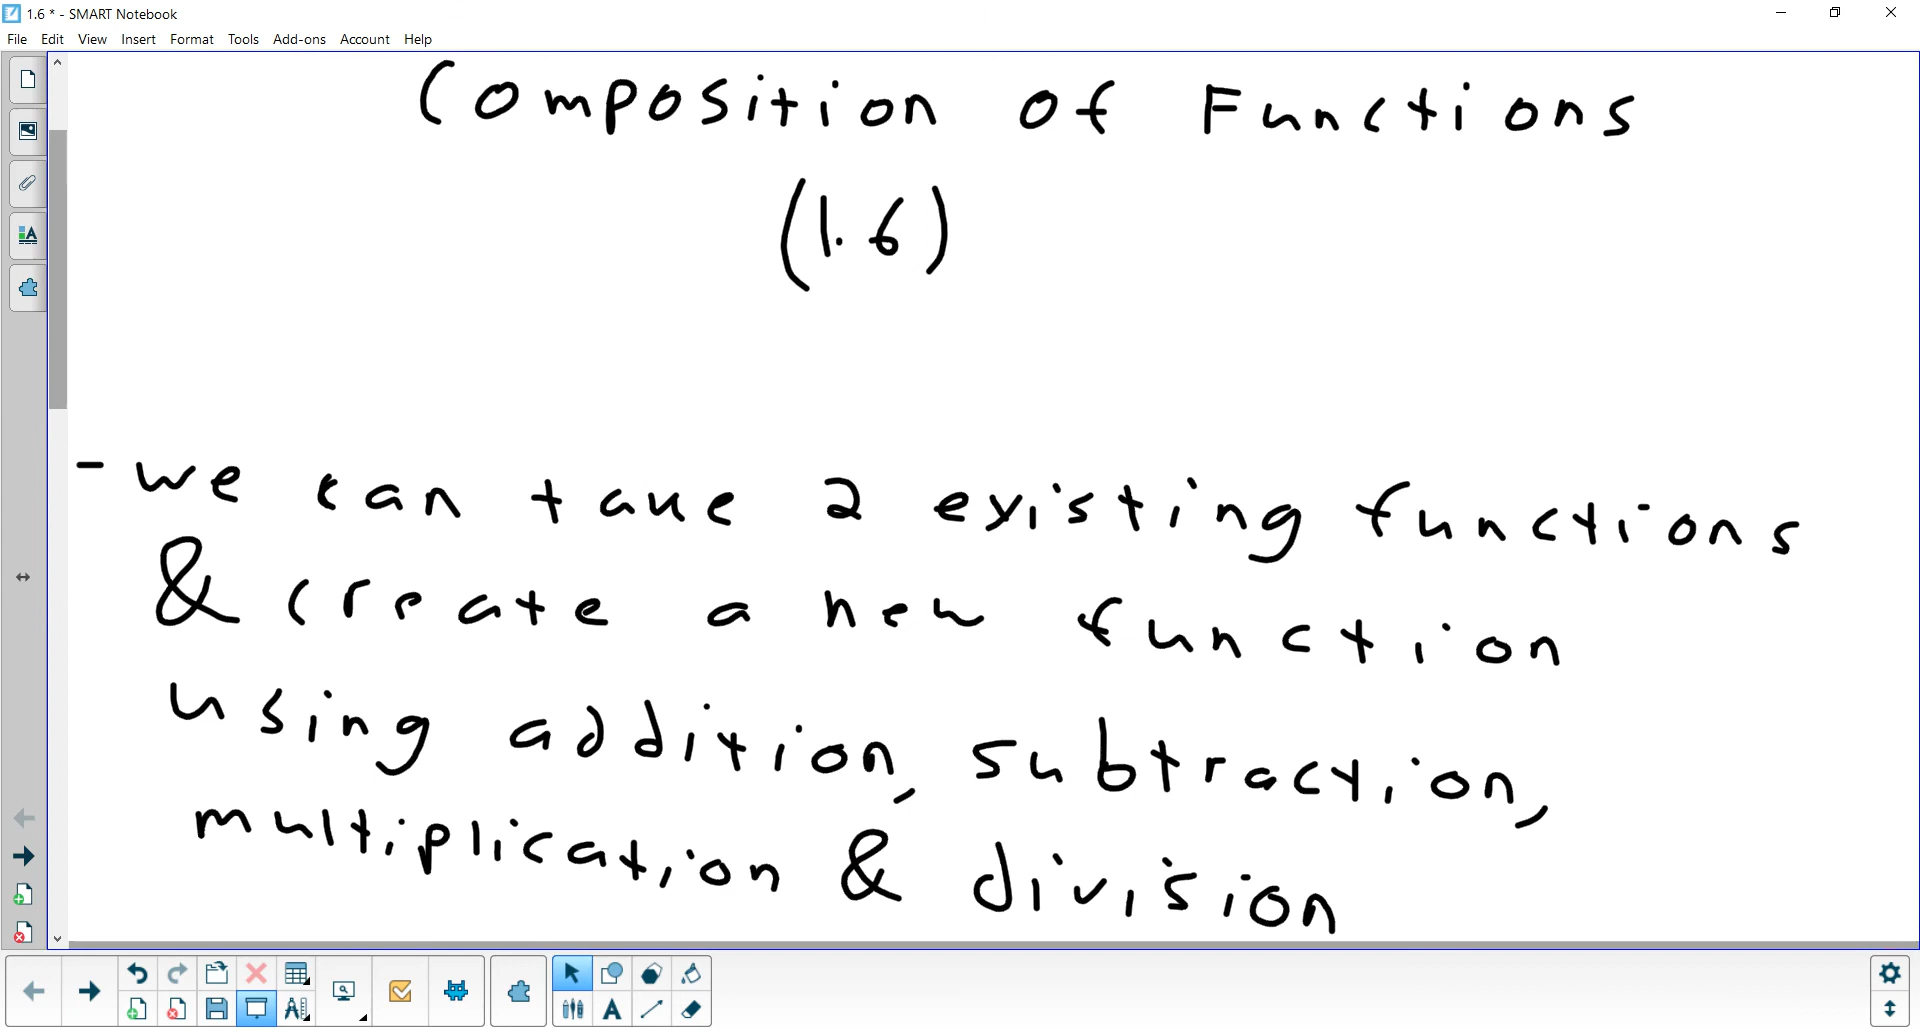 1.6 * - SMART Notebook
File Edit View Insert Format Tools Add-ons Account Help
Composition of Functions
(1.6)
- we can take 2 existing functions
& create a new function
using addition, subtraction,
multiplication & division